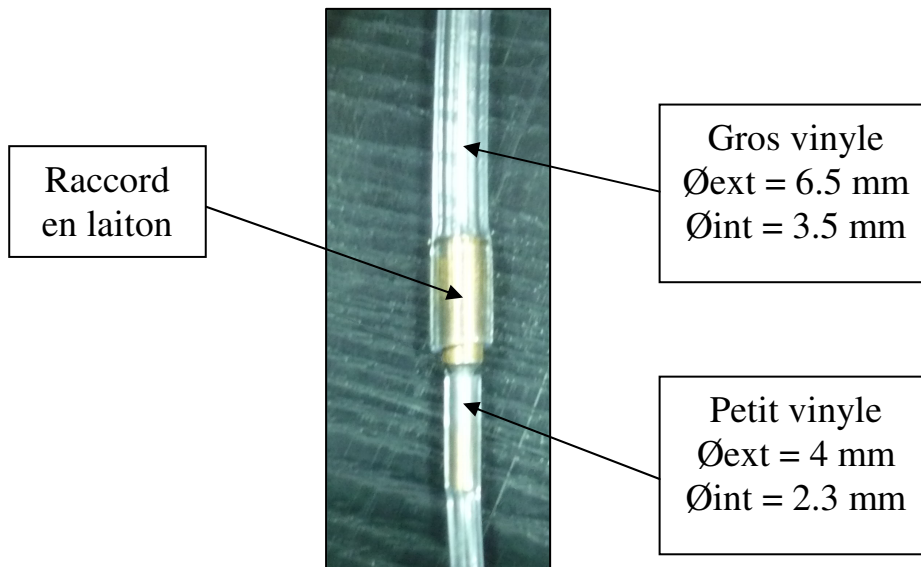 Raccord
en laiton
Gros vinyle
Øext = 6.5 mm
Øint = 3.5 mm
Petit vinyle
Øext = 4 mm
Øint = 2.3 mm